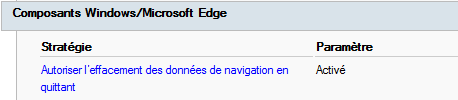 Composants Windows/Microsoft Edge
Stratégie Paramètre
Autoriser l'effacement des données de navigation en Activé
quittant